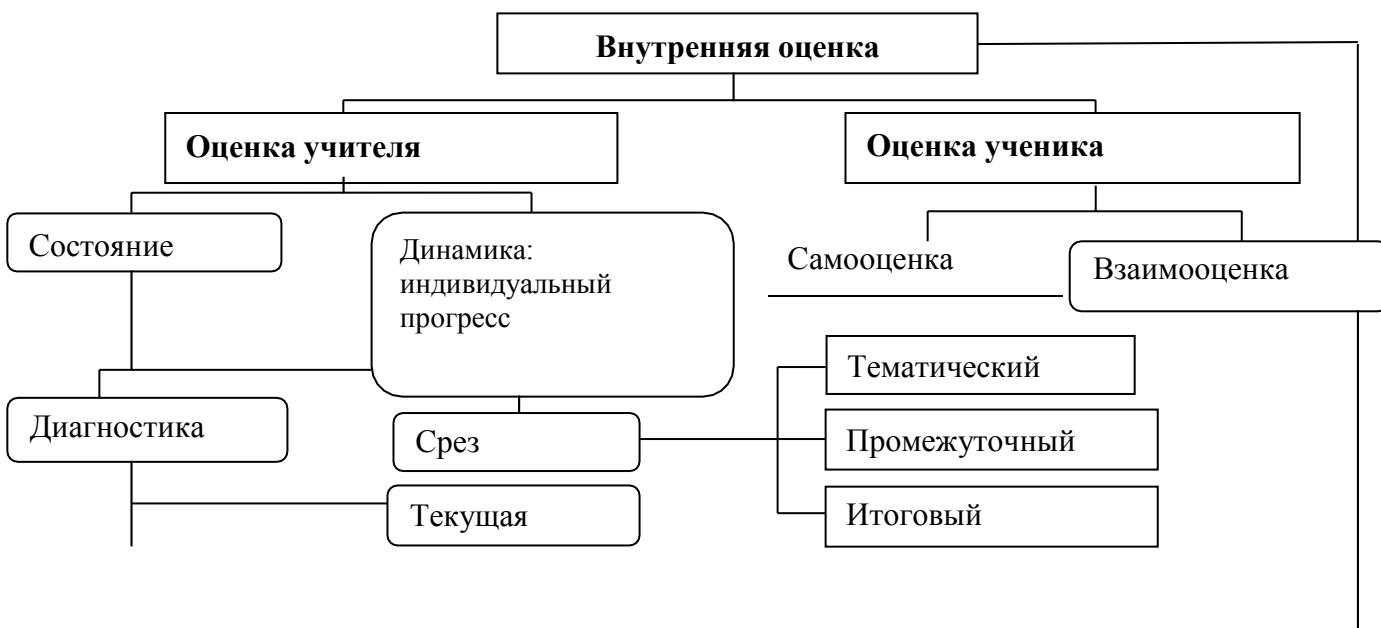 Внутренняя оценка
Оценка учителя
Оценка ученика
Состояние
Динамика:
индивидуальный
прогресс
Самооценка
Взаимооценка
Тематический
Диагностика
Срез
Промежуточный
Текущая
Итоговый